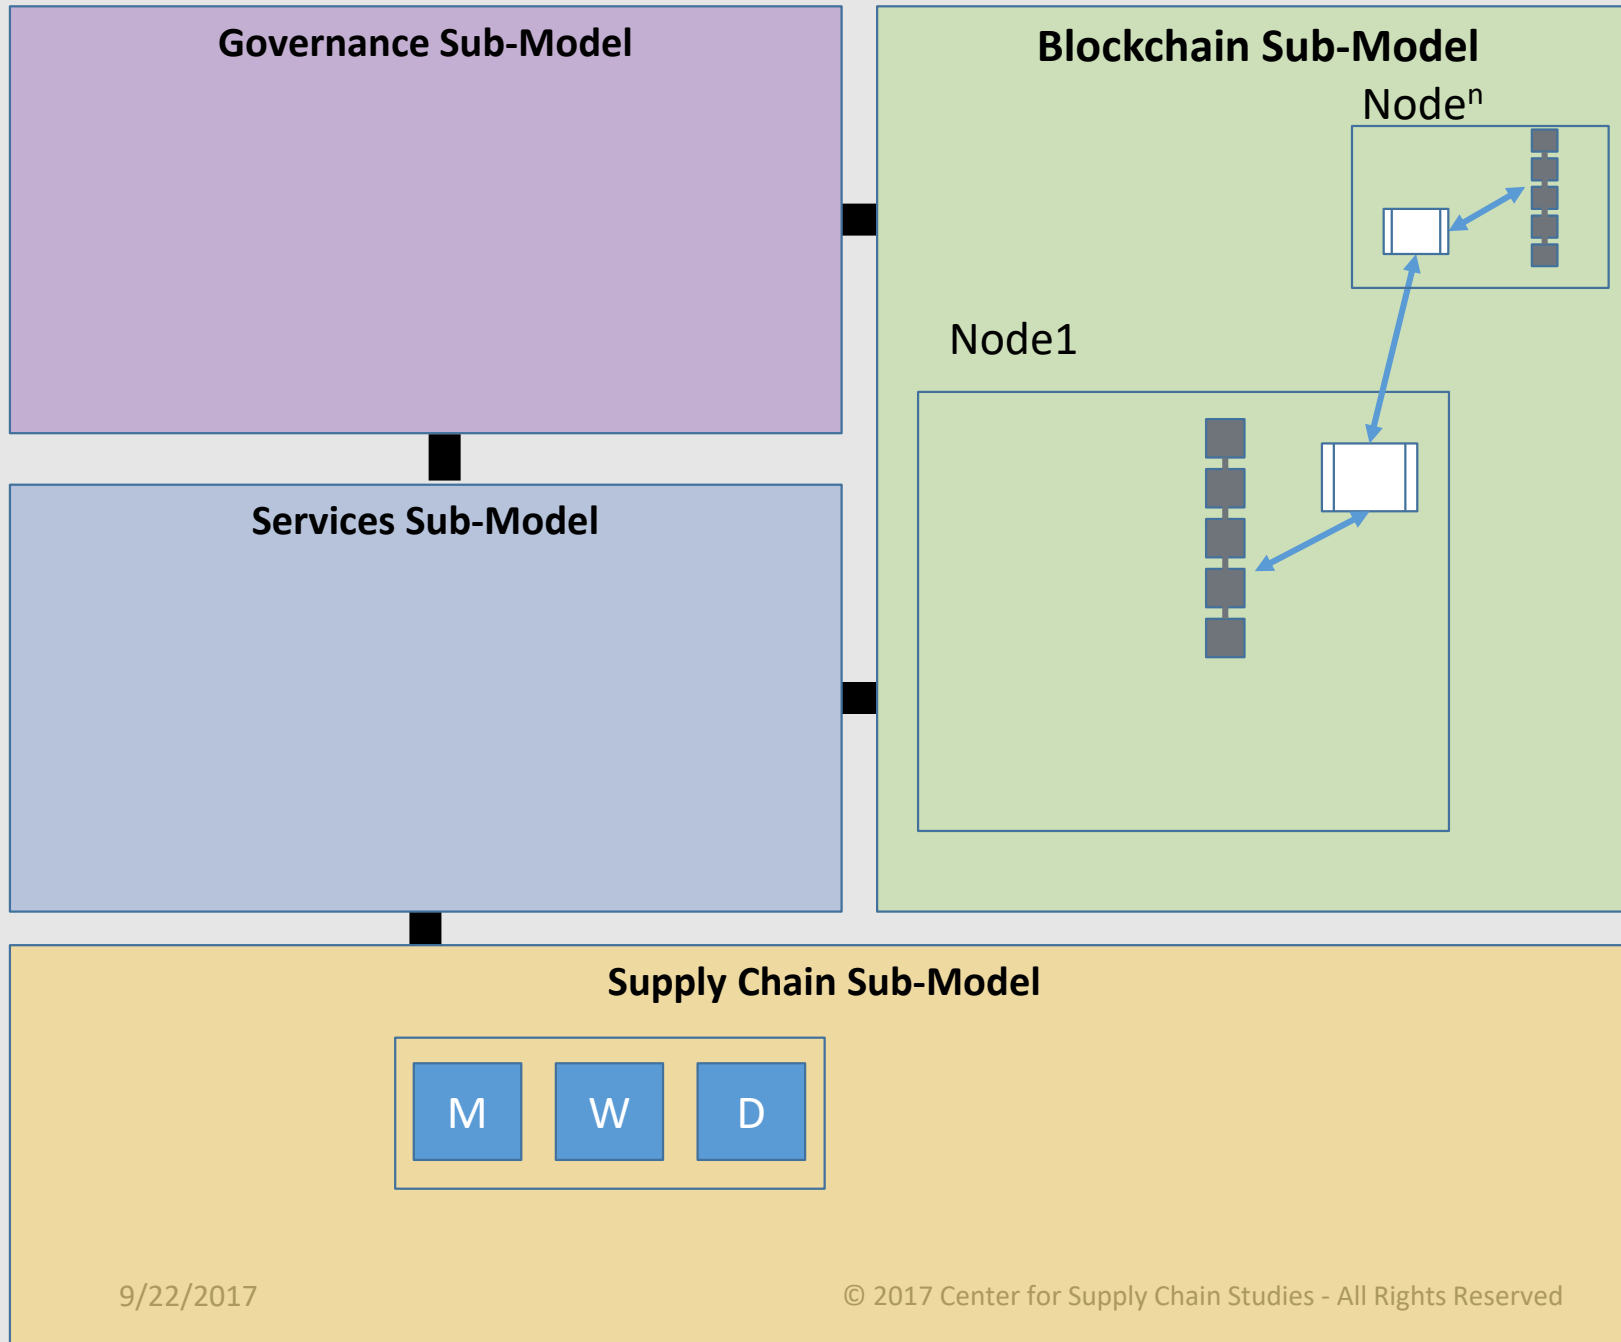 Governance Sub-Model
Blockchain Sub-Model
Nodeⁿ
Node1
Services Sub-Model
Supply Chain Sub-Model
M W D
9/22/2017
© 2017 Center for Supply Chain Studies - All Rights Reserved